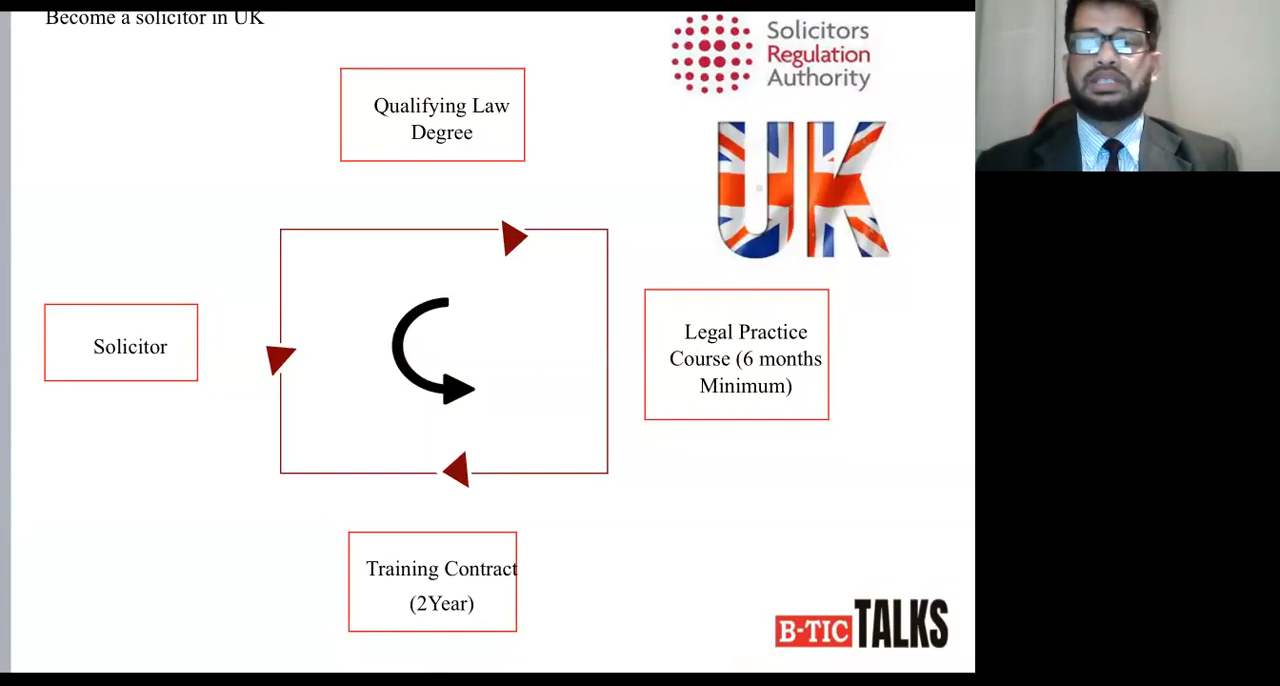 Become a solicitor in UK
Solicitors
Regulation
Authority
Qualifying Law
Degree
UK
Solicitor
Legal Practice
Course (6 months
Minimum)
Training Contract
(2Year)
B-TIC TALKS